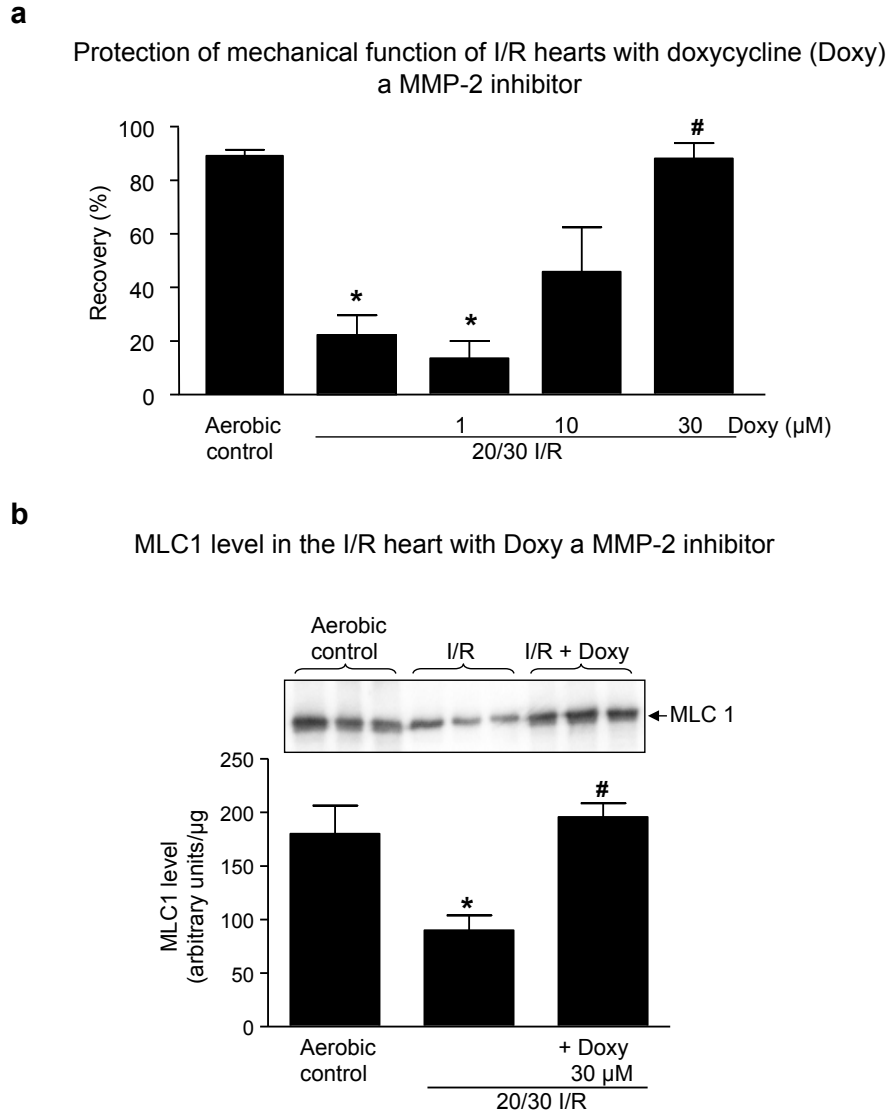 a
Protection of mechanical function of I/R hearts with doxycycline (Doxy)
a MMP-2 inhibitor
Recovery (%)
100
80
60
40
20
0
*
*
#
Aerobic
control
1
10
30
Doxy (µM)
20/30 I/R
b
MLC1 level in the I/R heart with Doxy a MMP-2 inhibitor
Aerobic
control
I/R
I/R + Doxy
MLC 1
MLC1 level
(arbitrary units/µg
250
200
150
100
50
0
*
#
Aerobic
control
+ Doxy
30 µM
20/30 I/R